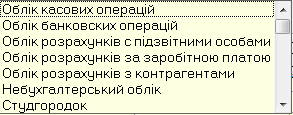 Облік касових операцій
Облік банковских операцій
Облік розрахунків с підзвітними особами
Облік розрахунків за заробітною платою
Облік розрахунків з контрагентами
Небухгалтерський облік
Студгородок